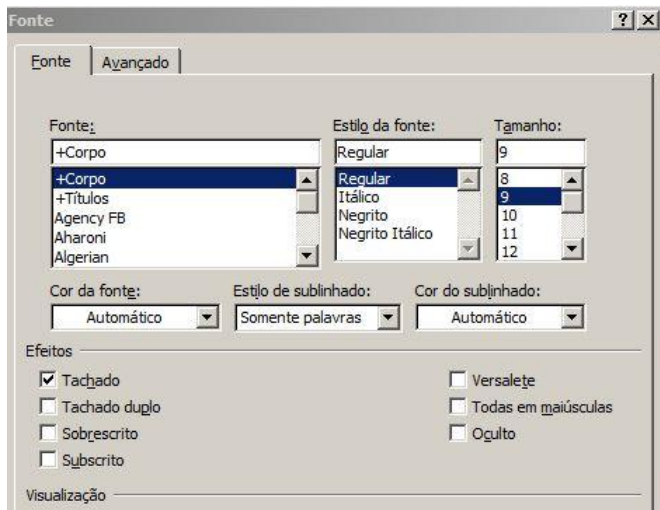 Fonte ? ×
Fonte Avançado
Fonte: Estilo da fonte: Tamanho:
+Corpo Regular 9
+Corpo Regular 8
+Títulos Itálico 9
Agency FB Negrito 10
Aharoni Negrito Itálico 11
Algerian 12
Cor da fonte: Estilo de sublinhado: Cor do sublinhado:
Automático Somente palavras Automático
Efeitos
Tachado Versalete
Tachado duplo Todas em maiúsculas
Sobrescrito Oculto
Subscrito
Visualização